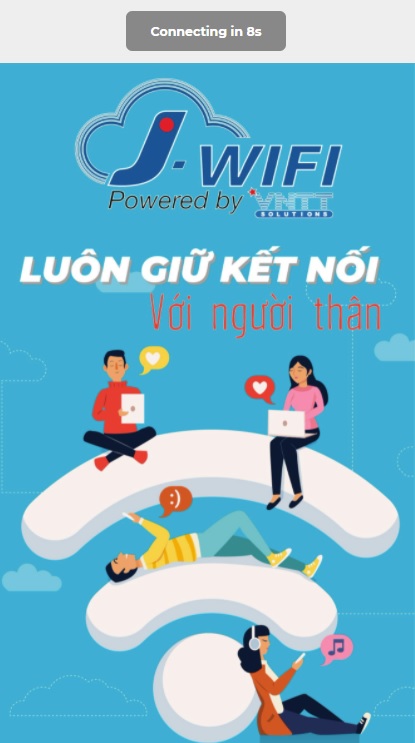 Connecting in 8s
J-WIFI
Powered by VNTT
SOLUTIONS
LUÔN GIỮ KẾT NỐI
Với người thân